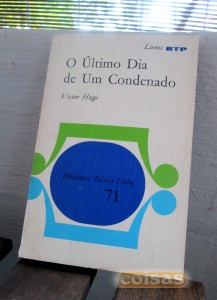 Livros RTP
O Último Dia
de Um Condenado
Victor Hugo
Biblioteca Básica Verbo
71
coisas